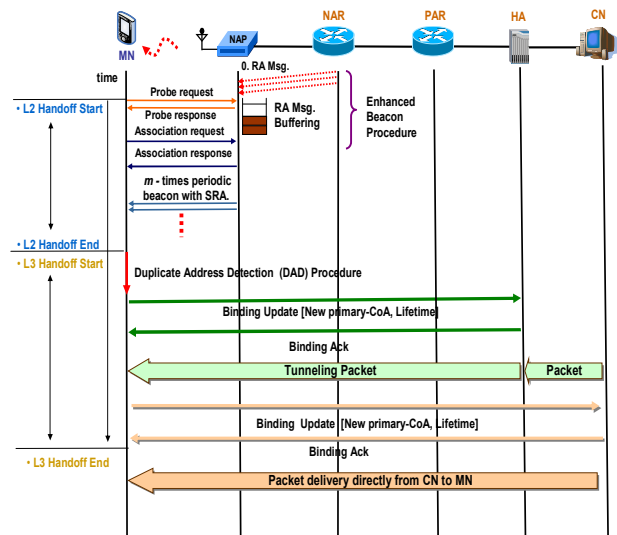 NAR
PAR
HA
CN
NAP
MN
time
0. RA Msg.
Probe request
• L2 Handoff Start
Probe response
RA Msg.
Buffering
Enhanced
Beacon
Procedure
Association request
Association response
m - times periodic
beacon with SRA.
• L2 Handoff End
• L3 Handoff Start
Duplicate Address Detection (DAD) Procedure
Binding Update [New primary-CoA, Lifetime]
Binding Ack
Tunneling Packet
Packet
Binding Update [New primary-CoA, Lifetime]
Binding Ack
• L3 Handoff End
Packet delivery directly from CN to MN